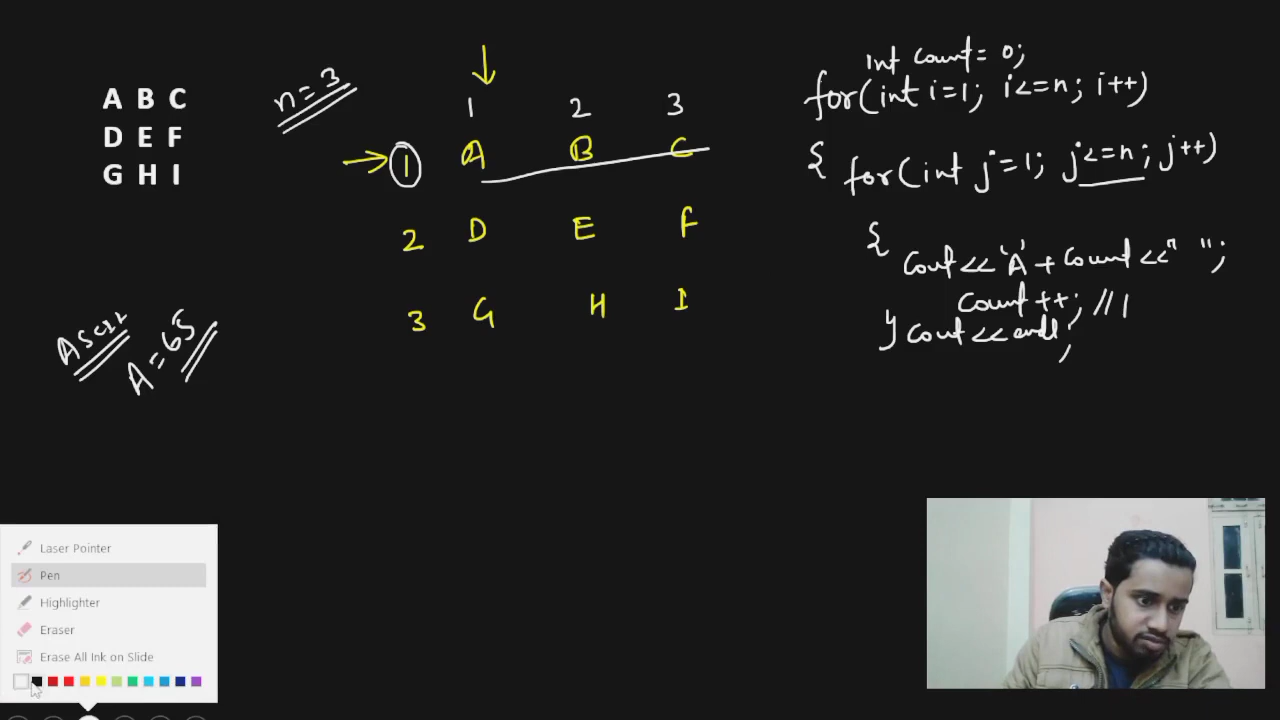 A B C
D E F
G H I
n=3
1 2 3
1 A B C
2 D E F
3 G H I
ASCII
A=65
int count= 0;
for(int i=1; i<=n; i++)
{ for(int j=1; j<=n; j++)
{
cout<<'A'+count<<" ";
count++; //1
} cout<<endl;
Laser Pointer
Pen
Highlighter
Eraser
Erase All Ink on Slide